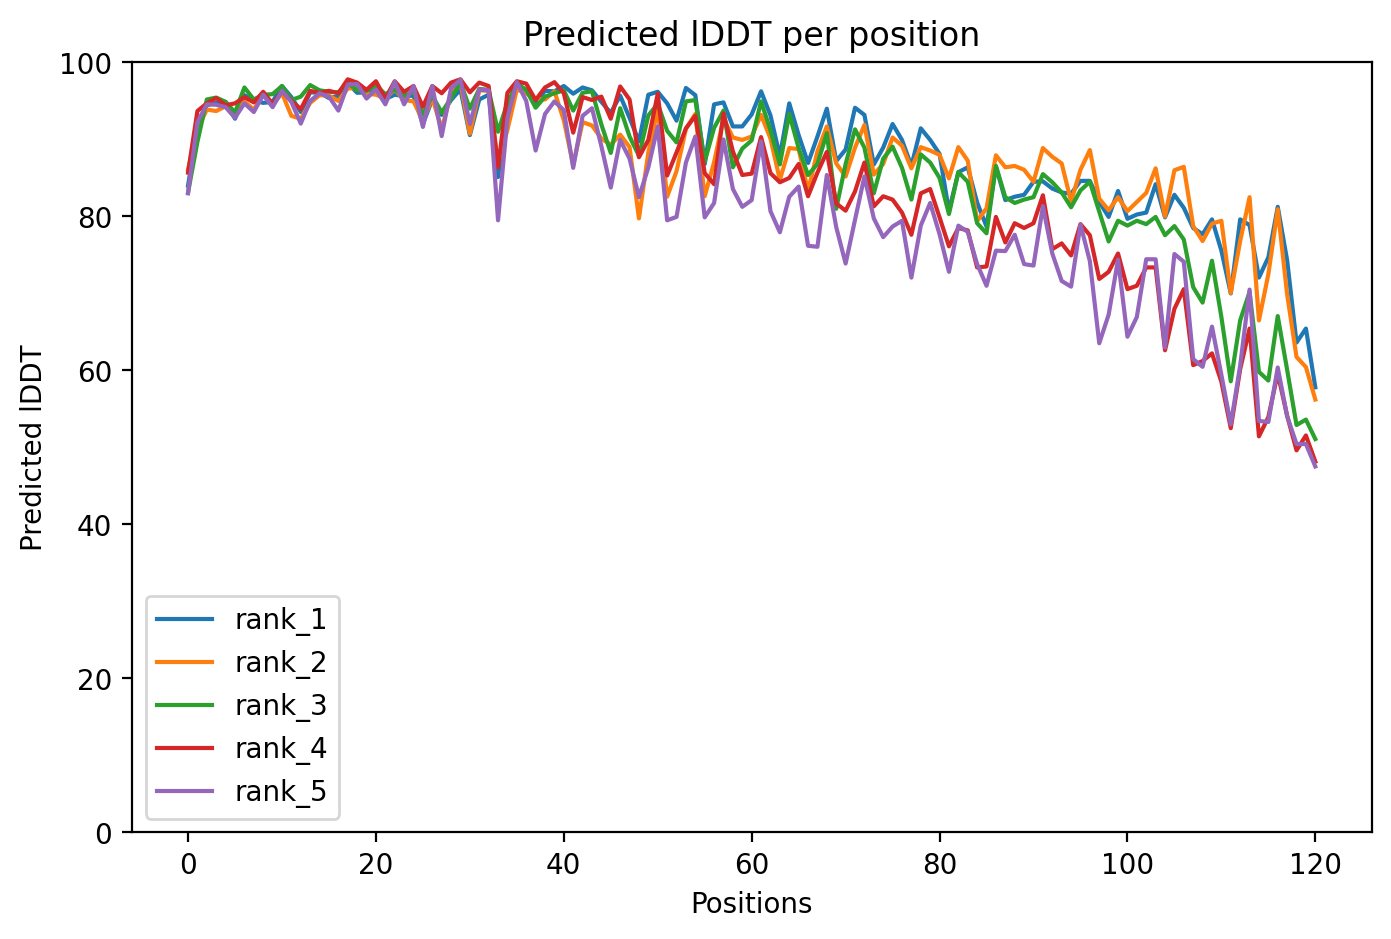 Predicted lDDT per position
100
80
60
40
20
0
Predicted lDDT
rank_1
rank_2
rank_3
rank_4
rank_5
0 20 40 60 80 100 120
Positions